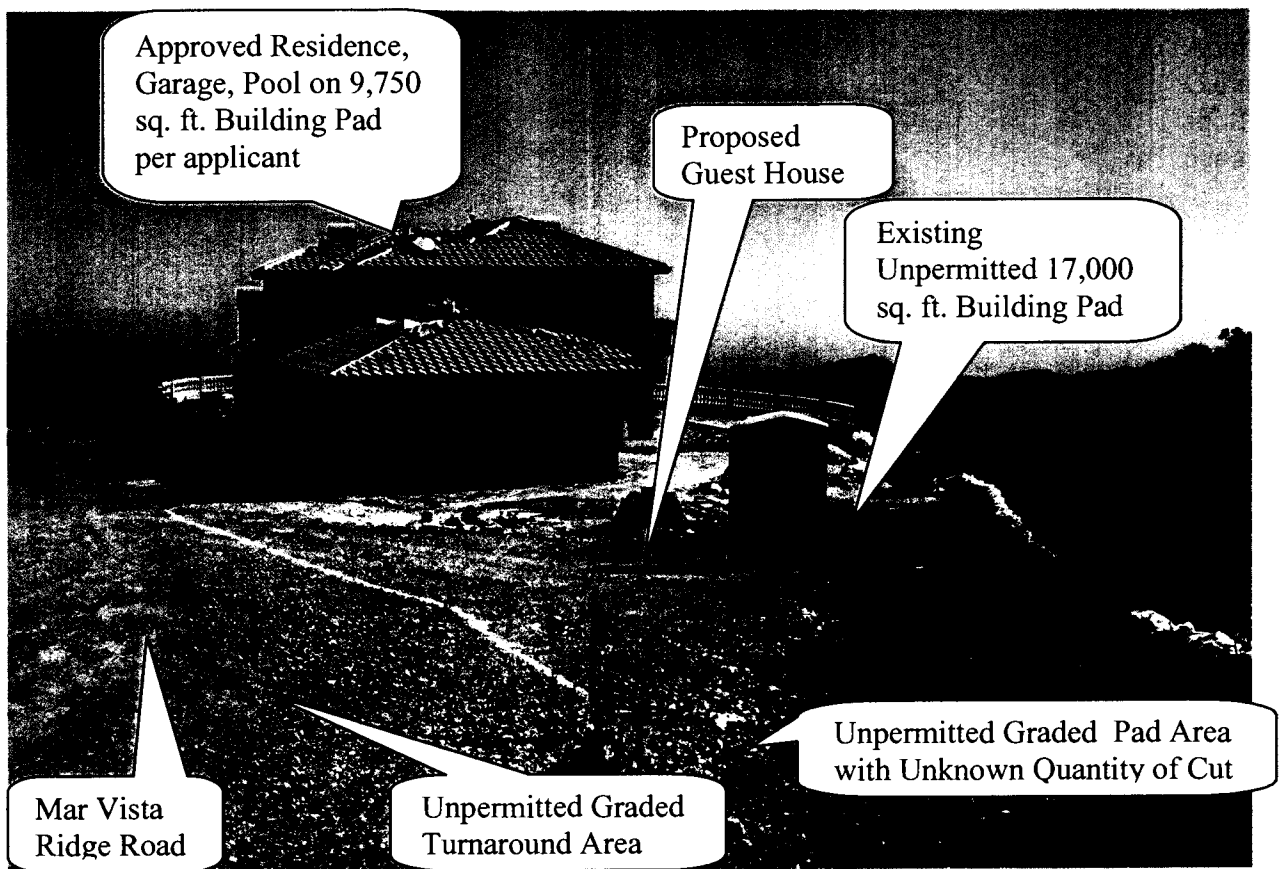 Approved Residence,
Garage, Pool on 9,750
sq. ft. Building Pad
per applicant
Proposed
Guest House
Existing
Unpermitted 17,000
sq. ft. Building Pad
Unpermitted Graded Pad Area
with Unknown Quantity of Cut
Mar Vista
Ridge Road
Unpermitted Graded
Turnaround Area